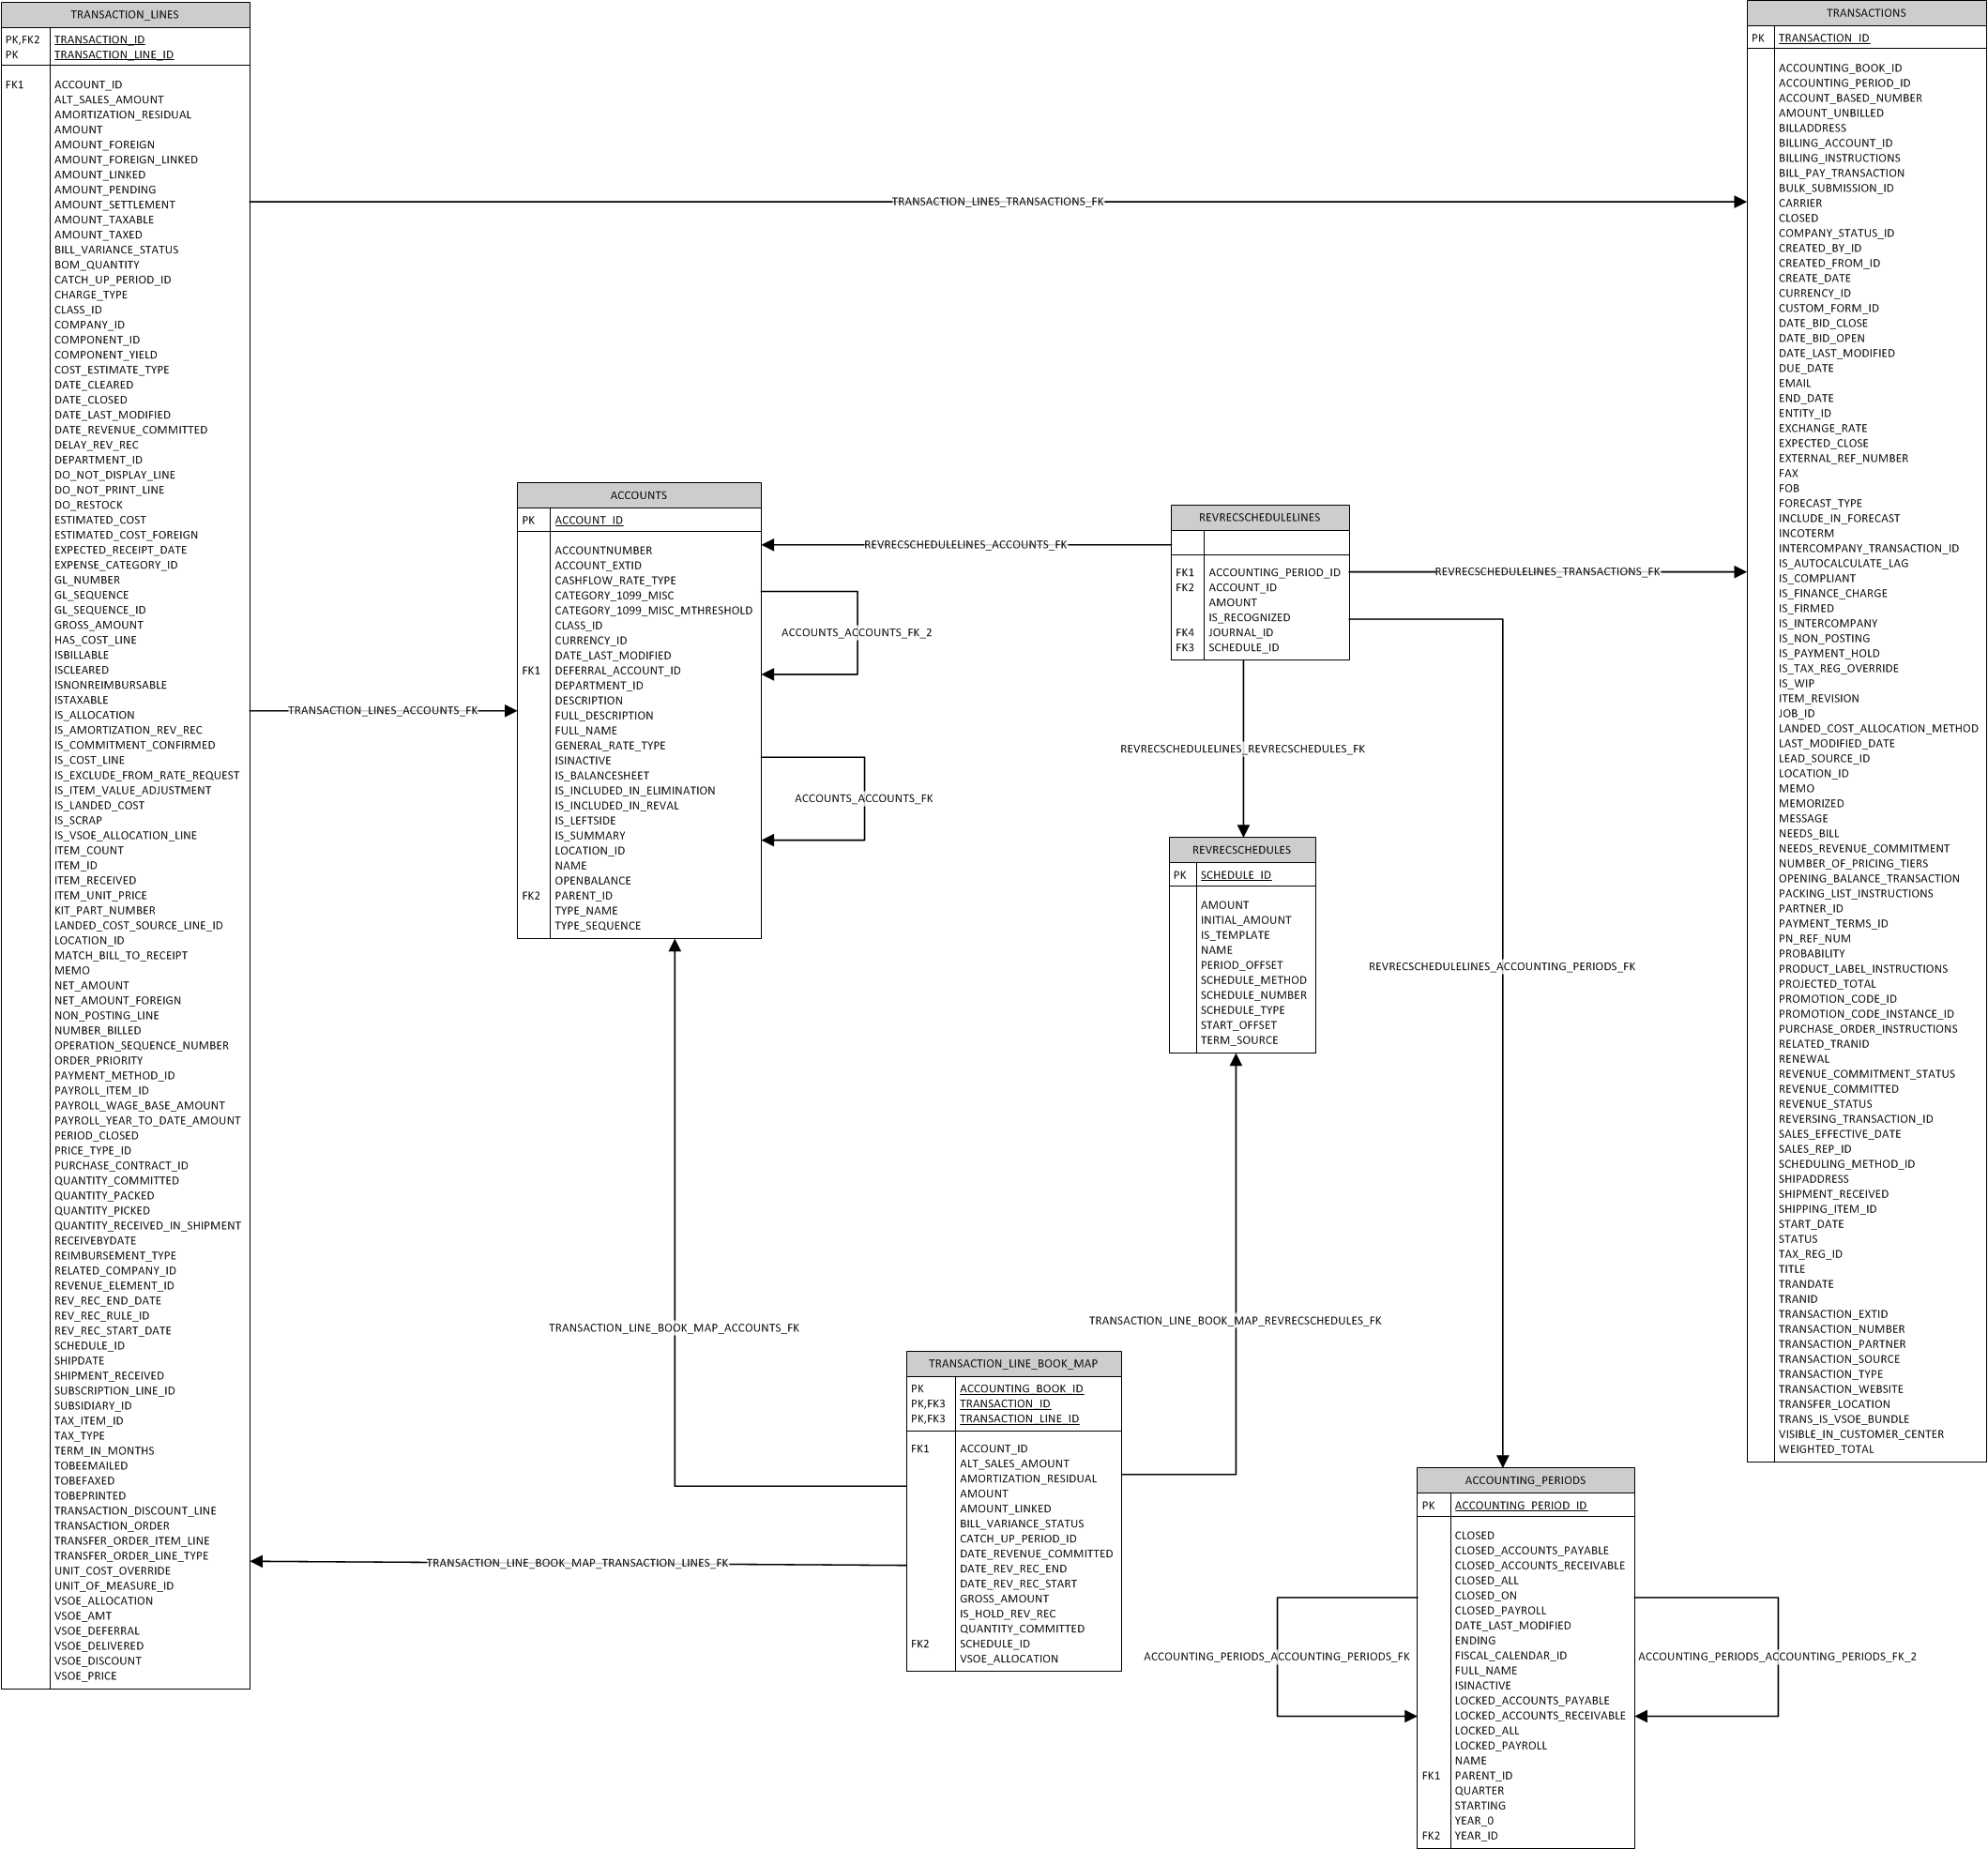 TRANSACTION_LINES
PK,FK2 TRANSACTION_ID
PK TRANSACTION_LINE_ID
FK1 ACCOUNT_ID
ALT_SALES_AMOUNT
AMORTIZATION_RESIDUAL
AMOUNT
AMOUNT_FOREIGN
AMOUNT_FOREIGN_LINKED
AMOUNT_LINKED
AMOUNT_PENDING
AMOUNT_SETTLEMENT
AMOUNT_TAXABLE
AMOUNT_TAXED
BILL_VARIANCE_STATUS
BOM_QUANTITY
CATCH_UP_PERIOD_ID
CHARGE_TYPE
CLASS_ID
COMPANY_ID
COMPONENT_ID
COMPONENT_YIELD
COST_ESTIMATE_TYPE
DATE_CLEARED
DATE_CLOSED
DATE_LAST_MODIFIED
DATE_REVENUE_COMMITTED
DELAY_REV_REC
DEPARTMENT_ID
DO_NOT_DISPLAY_LINE
DO_NOT_PRINT_LINE
DO_RESTOCK
ESTIMATED_COST
ESTIMATED_COST_FOREIGN
EXPECTED_RECEIPT_DATE
EXPENSE_CATEGORY_ID
GL_NUMBER
GL_SEQUENCE
GL_SEQUENCE_ID
GROSS_AMOUNT
HAS_COST_LINE
ISBILLABLE
ISCLEARED
ISNONREIMBURSABLE
ISTAXABLE
IS_ALLOCATION
IS_AMORTIZATION_REV_REC
IS_COMMITMENT_CONFIRMED
IS_COST_LINE
IS_EXCLUDE_FROM_RATE_REQUEST
IS_ITEM_VALUE_ADJUSTMENT
IS_LANDED_COST
IS_SCRAP
IS_VSOE_ALLOCATION_LINE
ITEM_COUNT
ITEM_ID
ITEM_RECEIVED
ITEM_UNIT_PRICE
KIT_PART_NUMBER
LANDED_COST_SOURCE_LINE_ID
LOCATION_ID
MATCH_BILL_TO_RECEIPT
MEMO
NET_AMOUNT
NET_AMOUNT_FOREIGN
NON_POSTING_LINE
NUMBER_BILLED
OPERATION_SEQUENCE_NUMBER
ORDER_PRIORITY
PAYMENT_METHOD_ID
PAYROLL_ITEM_ID
PAYROLL_WAGE_BASE_AMOUNT
PAYROLL_YEAR_TO_DATE_AMOUNT
PERIOD_CLOSED
PRICE_TYPE_ID
PURCHASE_CONTRACT_ID
QUANTITY_COMMITTED
QUANTITY_PACKED
QUANTITY_PICKED
QUANTITY_RECEIVED_IN_SHIPMENT
RECEIVEBYDATE
REIMBURSEMENT_TYPE
RELATED_COMPANY_ID
REVENUE_ELEMENT_ID
REV_REC_END_DATE
REV_REC_RULE_ID
REV_REC_START_DATE
SCHEDULE_ID
SHIPDATE
SHIPMENT_RECEIVED
SUBSCRIPTION_LINE_ID
SUBSIDIARY_ID
TAX_ITEM_ID
TAX_TYPE
TERM_IN_MONTHS
TOBEEMAILED
TOBEFAXED
TOBEPRINTED
TRANSACTION_DISCOUNT_LINE
TRANSACTION_ORDER
TRANSFER_ORDER_ITEM_LINE
TRANSFER_ORDER_LINE_TYPE
UNIT_COST_OVERRIDE
UNIT_OF_MEASURE_ID
VSOE_ALLOCATION
VSOE_AMT
VSOE_DEFERRAL
VSOE_DELIVERED
VSOE_DISCOUNT
VSOE_PRICE
TRANSACTION_LINES_TRANSACTIONS_FK
TRANSACTION_LINES_ACCOUNTS_FK
ACCOUNTS
PK ACCOUNT_ID
ACCOUNTNUMBER
ACCOUNT_EXTID
CASHFLOW_RATE_TYPE
CATEGORY_1099_MISC
CATEGORY_1099_MISC_MTHRESHOLD
CLASS_ID
CURRENCY_ID
DATE_LAST_MODIFIED
FK1 DEFERRAL_ACCOUNT_ID
DEPARTMENT_ID
DESCRIPTION
FULL_DESCRIPTION
FULL_NAME
GENERAL_RATE_TYPE
ISINACTIVE
IS_BALANCESHEET
IS_INCLUDED_IN_ELIMINATION
IS_INCLUDED_IN_REVAL
IS_LEFTSIDE
IS_SUMMARY
LOCATION_ID
NAME
OPENBALANCE
FK2 PARENT_ID
TYPE_NAME
TYPE_SEQUENCE
ACCOUNTS_ACCOUNTS_FK_2
ACCOUNTS_ACCOUNTS_FK
REVRECSCHEDULELINES_ACCOUNTS_FK
REVRECSCHEDULELINES
FK1 ACCOUNTING_PERIOD_ID
FK2 ACCOUNT_ID
AMOUNT
IS_RECOGNIZED
FK4 JOURNAL_ID
FK3 SCHEDULE_ID
REVRECSCHEDULELINES_TRANSACTIONS_FK
REVRECSCHEDULELINES_REVRECSCHEDULES_FK
REVRECSCHEDULES
PK SCHEDULE_ID
AMOUNT
INITIAL_AMOUNT
IS_TEMPLATE
NAME
PERIOD_OFFSET
SCHEDULE_METHOD
SCHEDULE_NUMBER
SCHEDULE_TYPE
START_OFFSET
TERM_SOURCE
REVRECSCHEDULELINES_ACCOUNTING_PERIODS_FK
TRANSACTION_LINE_BOOK_MAP_ACCOUNTS_FK
TRANSACTION_LINE_BOOK_MAP_REVRECSCHEDULES_FK
TRANSACTION_LINE_BOOK_MAP_TRANSACTION_LINES_FK
TRANSACTION_LINE_BOOK_MAP
PK ACCOUNTING_BOOK_ID
PK,FK3 TRANSACTION_ID
PK,FK3 TRANSACTION_LINE_ID
FK1 ACCOUNT_ID
ALT_SALES_AMOUNT
AMORTIZATION_RESIDUAL
AMOUNT
AMOUNT_LINKED
BILL_VARIANCE_STATUS
CATCH_UP_PERIOD_ID
DATE_REVENUE_COMMITTED
DATE_REV_REC_END
DATE_REV_REC_START
GROSS_AMOUNT
IS_HOLD_REV_REC
QUANTITY_COMMITTED
FK2 SCHEDULE_ID
VSOE_ALLOCATION
ACCOUNTING_PERIODS
PK ACCOUNTING_PERIOD_ID
CLOSED
CLOSED_ACCOUNTS_PAYABLE
CLOSED_ACCOUNTS_RECEIVABLE
CLOSED_ALL
CLOSED_ON
CLOSED_PAYROLL
DATE_LAST_MODIFIED
ENDING
FISCAL_CALENDAR_ID
FULL_NAME
ISINACTIVE
LOCKED_ACCOUNTS_PAYABLE
LOCKED_ACCOUNTS_RECEIVABLE
LOCKED_ALL
LOCKED_PAYROLL
NAME
FK1 PARENT_ID
QUARTER
STARTING
YEAR_0
FK2 YEAR_ID
ACCOUNTING_PERIODS_ACCOUNTING_PERIODS_FK
ACCOUNTING_PERIODS_ACCOUNTING_PERIODS_FK_2
TRANSACTIONS
PK TRANSACTION_ID
ACCOUNTING_BOOK_ID
ACCOUNTING_PERIOD_ID
ACCOUNT_BASED_NUMBER
AMOUNT_UNBILLED
BILLADDRESS
BILLING_ACCOUNT_ID
BILLING_INSTRUCTIONS
BILL_PAY_TRANSACTION
BULK_SUBMISSION_ID
CARRIER
CLOSED
COMPANY_STATUS_ID
CREATED_BY_ID
CREATED_FROM_ID
CREATE_DATE
CURRENCY_ID
CUSTOM_FORM_ID
DATE_BID_CLOSE
DATE_BID_OPEN
DATE_LAST_MODIFIED
DUE_DATE
EMAIL
END_DATE
ENTITY_ID
EXCHANGE_RATE
EXPECTED_CLOSE
EXTERNAL_REF_NUMBER
FAX
FOB
FORECAST_TYPE
INCLUDE_IN_FORECAST
INCOTERM
INTERCOMPANY_TRANSACTION_ID
IS_AUTOCALCULATE_LAG
IS_COMPLIANT
IS_FINANCE_CHARGE
IS_FIRMED
IS_INTERCOMPANY
IS_NON_POSTING
IS_PAYMENT_HOLD
IS_TAX_REG_OVERRIDE
IS_WIP
ITEM_REVISION
JOB_ID
LANDED_COST_ALLOCATION_METHOD
LAST_MODIFIED_DATE
LEAD_SOURCE_ID
LOCATION_ID
MEMO
MEMORIZED
MESSAGE
NEEDS_BILL
NEEDS_REVENUE_COMMITMENT
NUMBER_OF_PRICING_TIERS
OPENING_BALANCE_TRANSACTION
PACKING_LIST_INSTRUCTIONS
PARTNER_ID
PAYMENT_TERMS_ID
PN_REF_NUM
PROBABILITY
PRODUCT_LABEL_INSTRUCTIONS
PROJECTED_TOTAL
PROMOTION_CODE_ID
PROMOTION_CODE_INSTANCE_ID
PURCHASE_ORDER_INSTRUCTIONS
RELATED_TRANID
RENEWAL
REVENUE_COMMITMENT_STATUS
REVENUE_COMMITTED
REVENUE_STATUS
REVERSING_TRANSACTION_ID
SALES_EFFECTIVE_DATE
SALES_REP_ID
SCHEDULING_METHOD_ID
SHIPADDRESS
SHIPMENT_RECEIVED
SHIPPING_ITEM_ID
START_DATE
STATUS
TAX_REG_ID
TITLE
TRANDATE
TRANID
TRANSACTION_EXTID
TRANSACTION_NUMBER
TRANSACTION_PARTNER
TRANSACTION_SOURCE
TRANSACTION_TYPE
TRANSACTION_WEBSITE
TRANSFER_LOCATION
TRANS_IS_VSOE_BUNDLE
VISIBLE_IN_CUSTOMER_CENTER
WEIGHTED_TOTAL